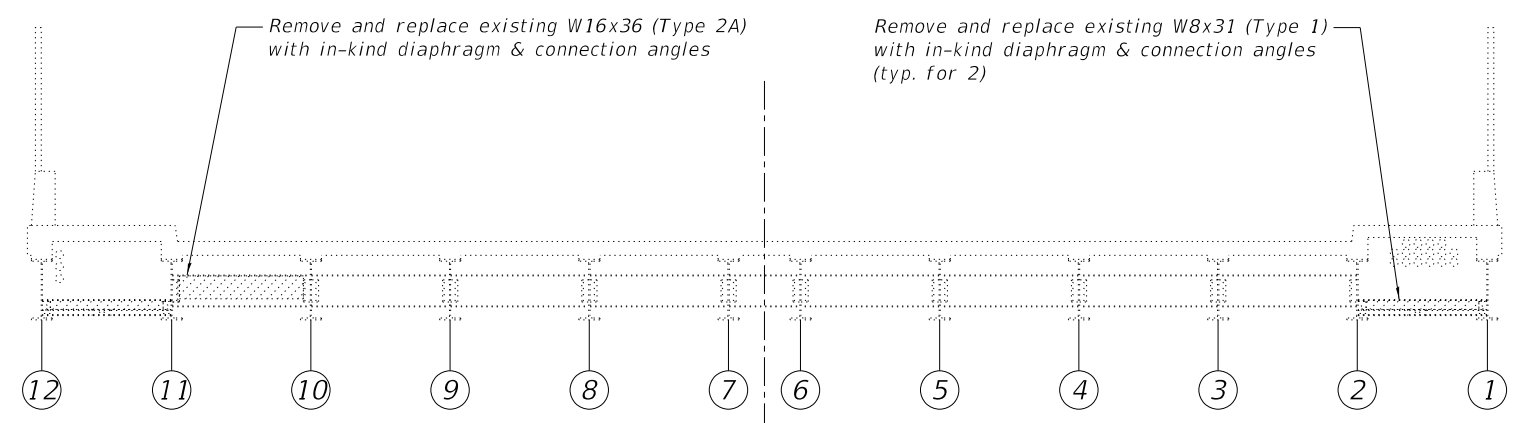 Remove and replace existing W16x36 (Type 2A)
with in-kind diaphragm & connection angles
Remove and replace existing W8x31 (Type 1)
with in-kind diaphragm & connection angles
(typ. for 2)
12 11 10 9 8 7 6 5 4 3 2 1